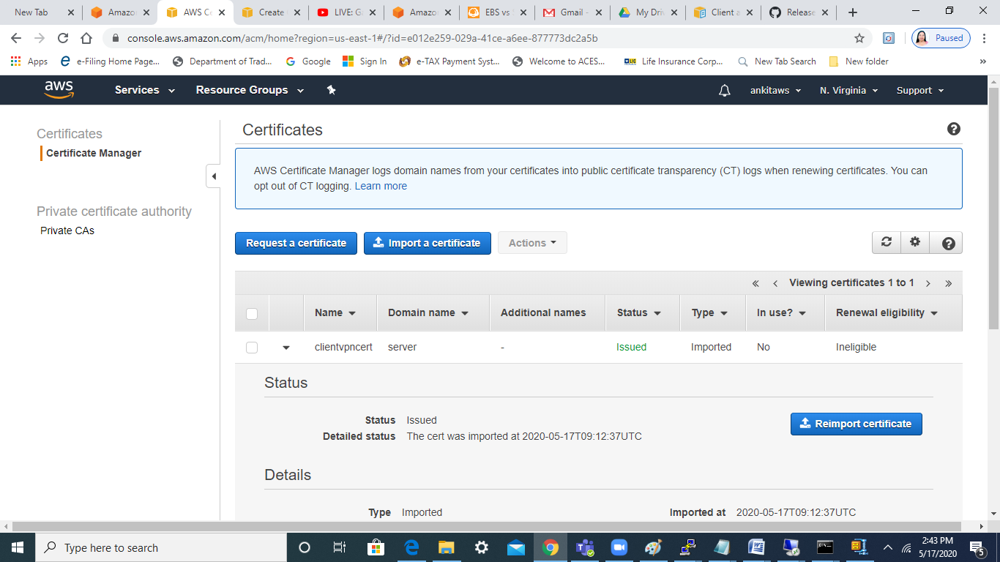 New Tab
Amazo
AWS Ce
Create
LIVE: G
Amazo
EBS vs
Gmail -
My Driv
Client a
Release
console.aws.amazon.com/acm/home?region=us-east-1#/?id=e012e259-029a-41ce-a6ee-877773dc2a5b
Paused
Apps
e-Filing Home Page...
Department of Trad...
Google
Sign In
e-TAX Payment Syst...
Welcome to ACES...
Life Insurance Corp...
New Tab Search
New folder
aws
Services
Resource Groups
ankitaws
N. Virginia
Support
Certificates
Certificate Manager
Private certificate authority
Private CAs
Certificates
AWS Certificate Manager logs domain names from your certificates into public certificate transparency (CT) logs when renewing certificates. You can
opt out of CT logging. Learn more
Request a certificate
Import a certificate
Actions
« ‹ Viewing certificates 1 to 1 › »
Name Domain name Additional names Status Type In use? Renewal eligibility
clientvpncert server - Issued Imported No Ineligible
Status
Status Issued
Detailed status The cert was imported at 2020-05-17T09:12:37UTC
Reimport certificate
Details
Type Imported
Imported at 2020-05-17T09:12:37UTC
Type here to search
2:43 PM
5/17/2020
5